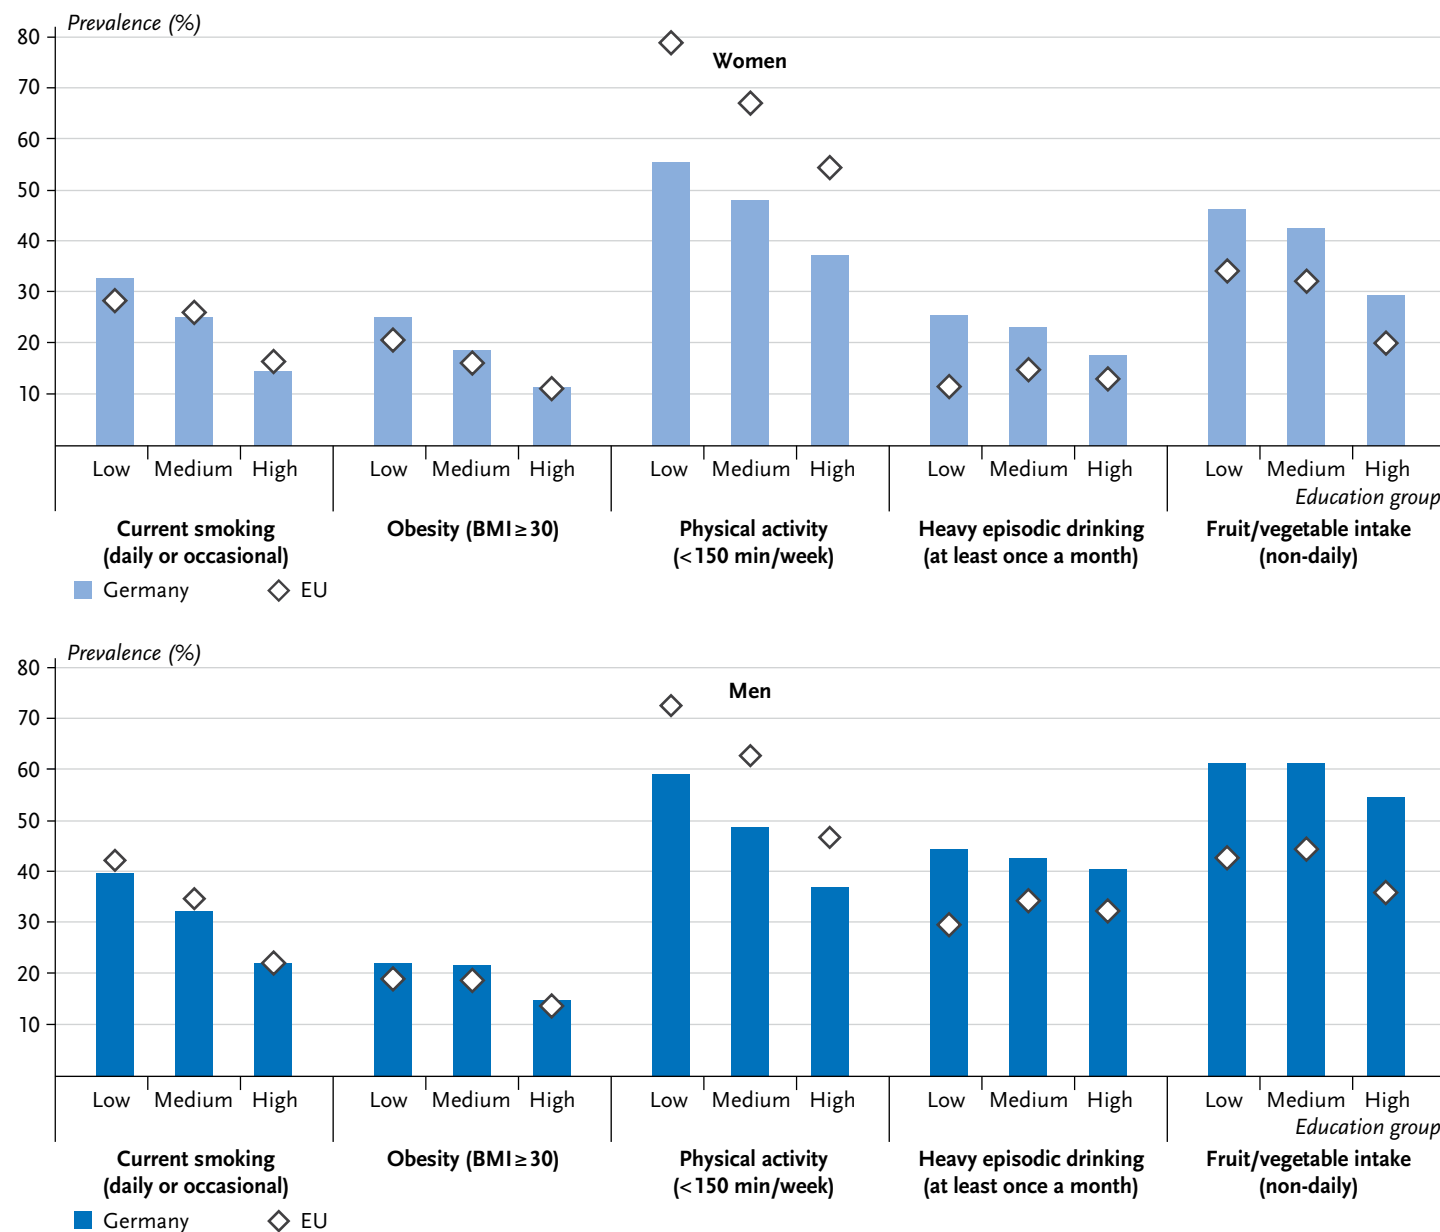 Prevalence (%)
Women
80
70
60
50
40
30
20
10
Low Medium High Low Medium High Low Medium High Low Medium High Low Medium High
Education group
Current smoking Obesity (BMI ≥ 30) Physical activity Heavy episodic drinking Fruit/vegetable intake
(daily or occasional) (< 150 min/week) (at least once a month) (non-daily)
Germany EU
Prevalence (%)
Men
80
70
60
50
40
30
20
10
Low Medium High Low Medium High Low Medium High Low Medium High Low Medium High
Education group
Current smoking Obesity (BMI ≥ 30) Physical activity Heavy episodic drinking Fruit/vegetable intake
(daily or occasional) (< 150 min/week) (at least once a month) (non-daily)
Germany EU